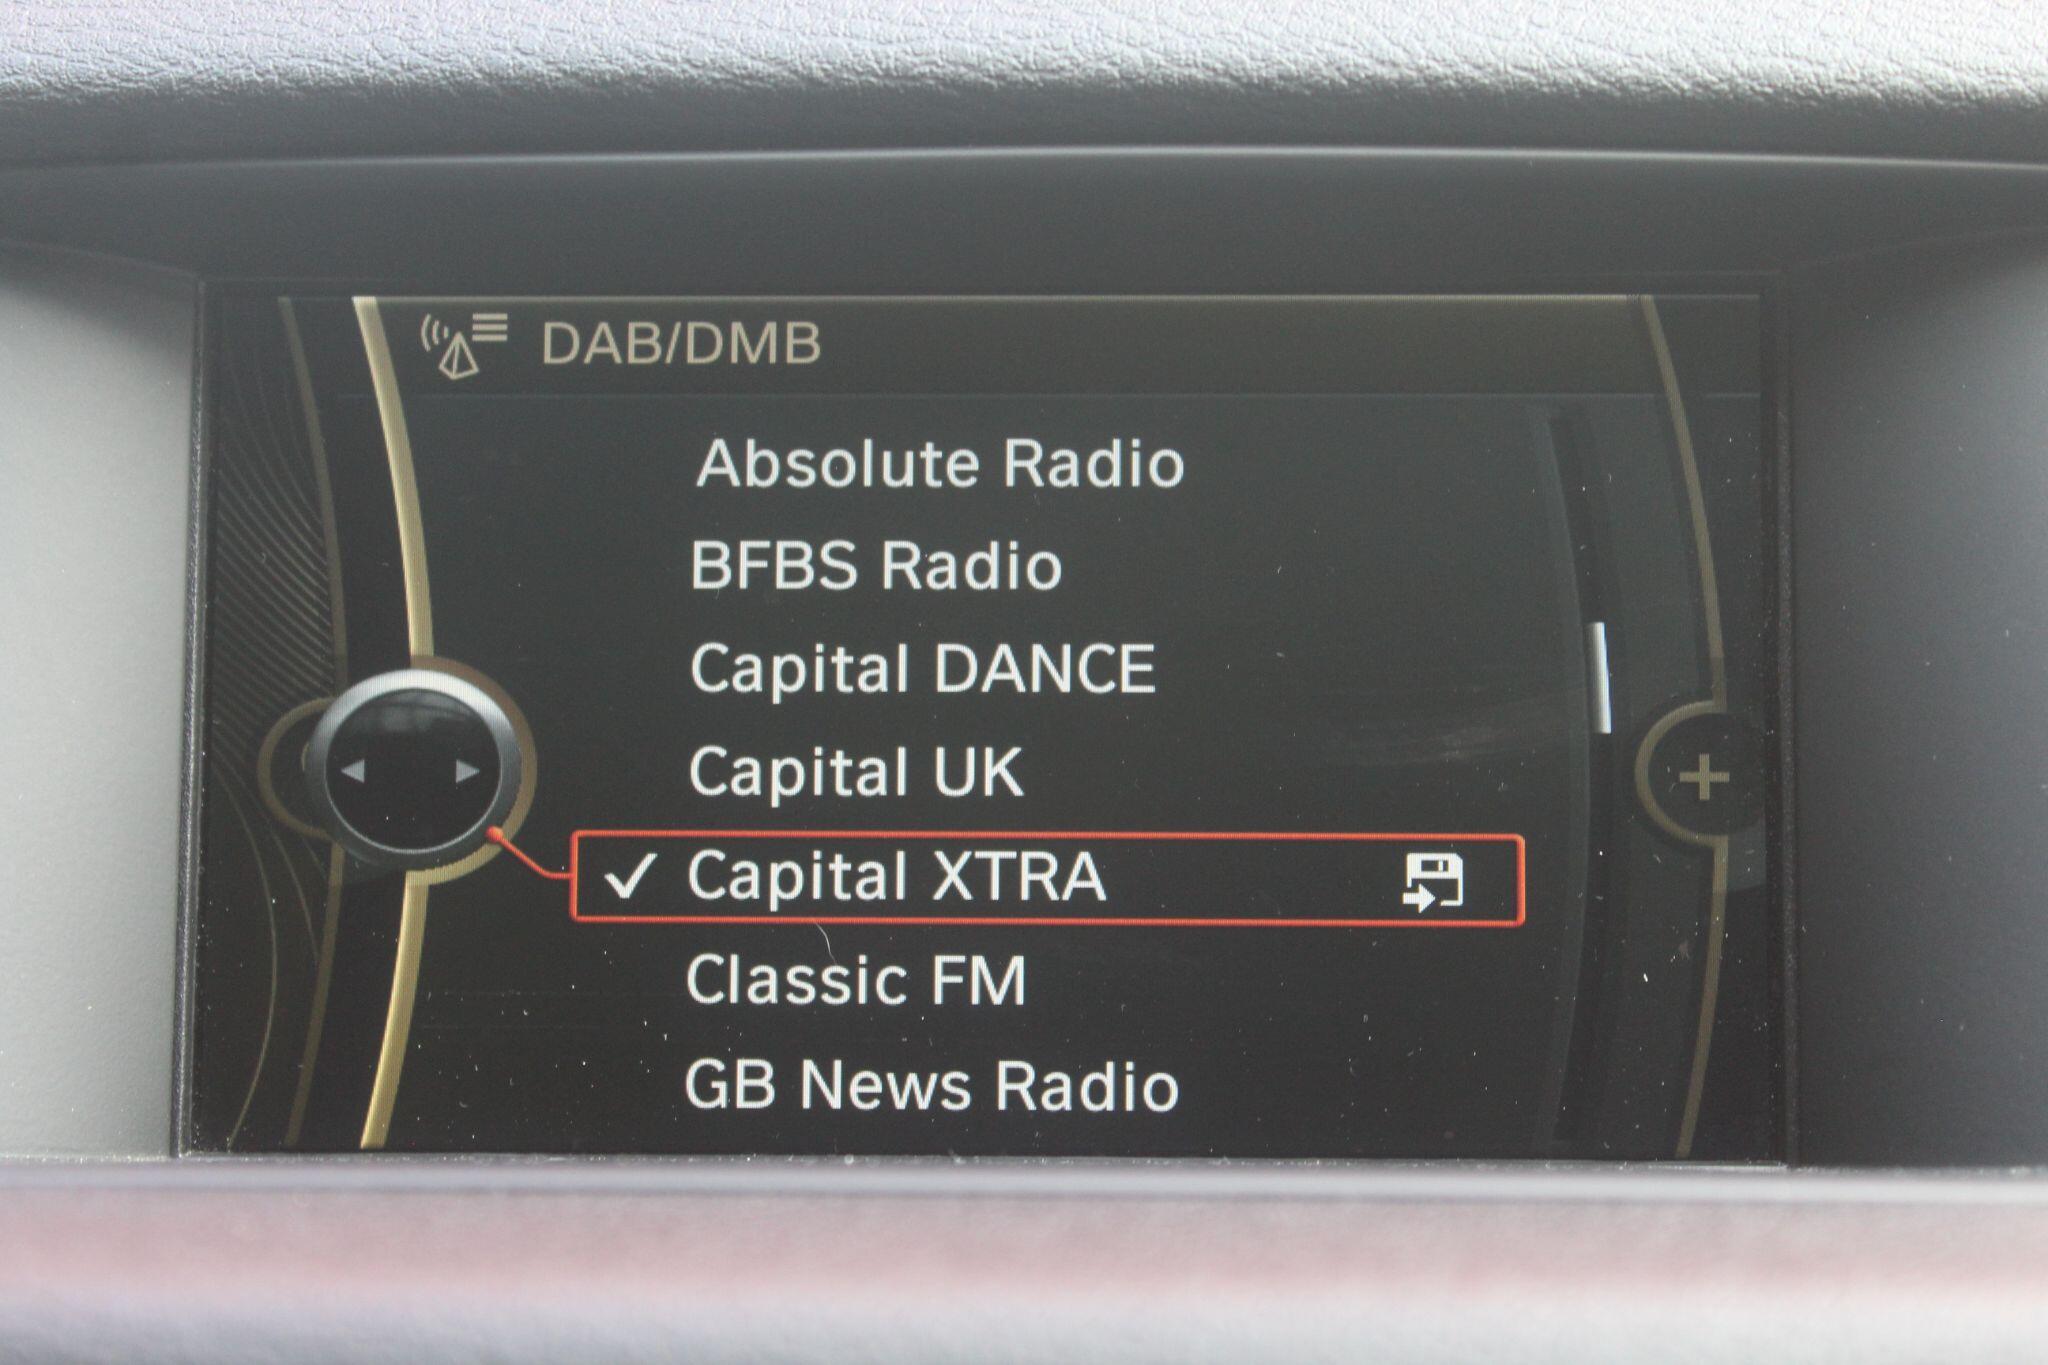 DAB/DMB
Absolute Radio
BFBS Radio
Capital DANCE
Capital UK
Capital XTRA
Classic FM
GB News Radio